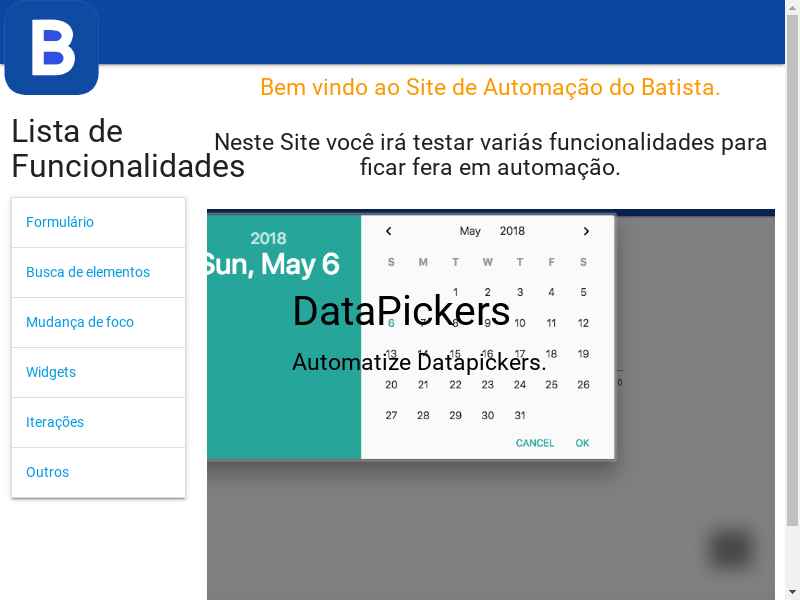 B
Bem vindo ao Site de Automação do Batista.
Lista de
Funcionalidades
Neste Site você irá testar variás funcionalidades para
ficar fera em automação.
Formulário
Busca de elementos
Mudança de foco
Widgets
Iterações
Outros
2018
Sun, May 6
May 2018
S M T W T F S
1 2 3 4 5
6 7 8 9 10 11 12
13 14 15 16 17 18 19
20 21 22 23 24 25 26
27 28 29 30 31
CANCEL OK
DataPickers
Automatize Datapickers.
0